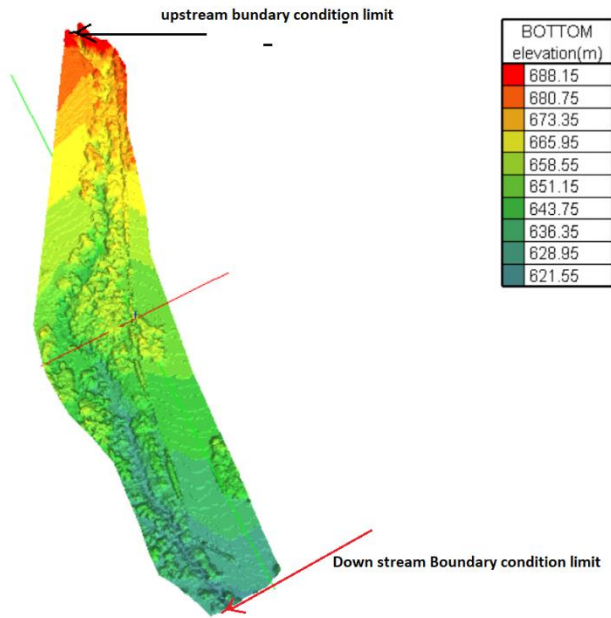 upstream bundary condition limit
BOTTOM
elevation(m)
688.15
680.75
673.35
665.95
658.55
651.15
643.75
636.35
628.95
621.55
Down stream Boundary condition limit